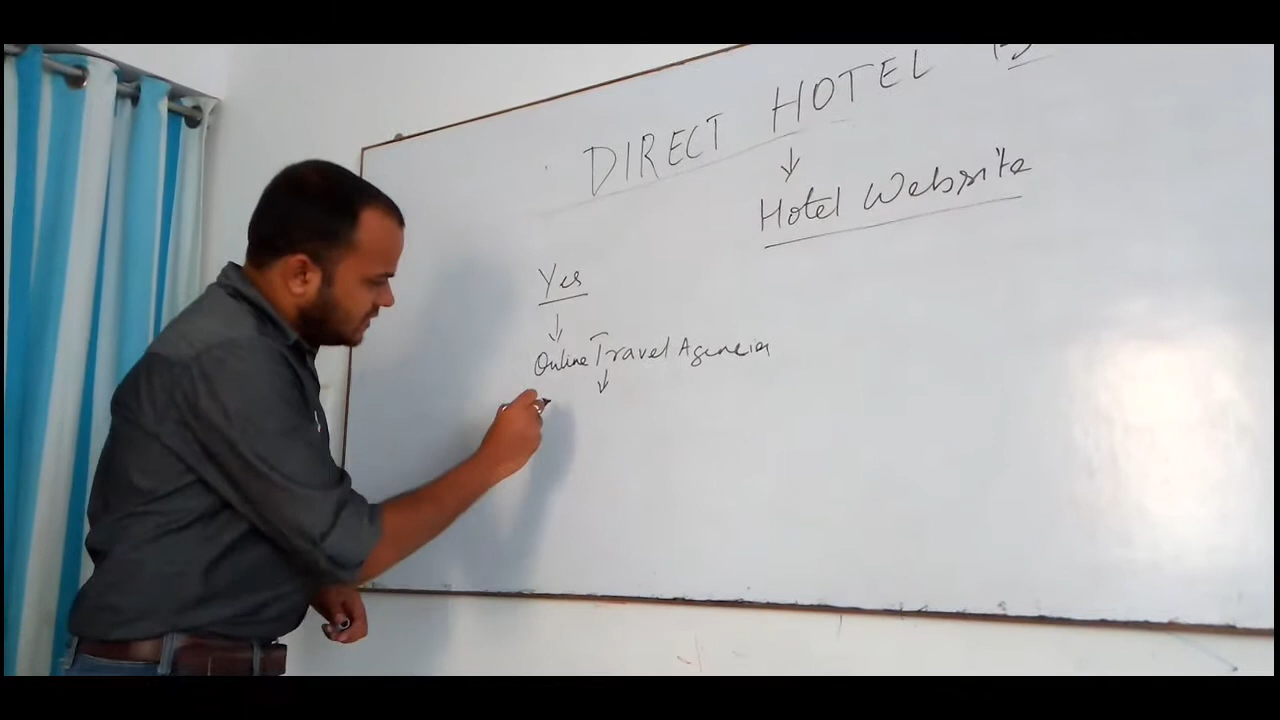 DIRECT HOTEL
↓
Hotel Website
Yes
↓
Online Travel Agencies
↓